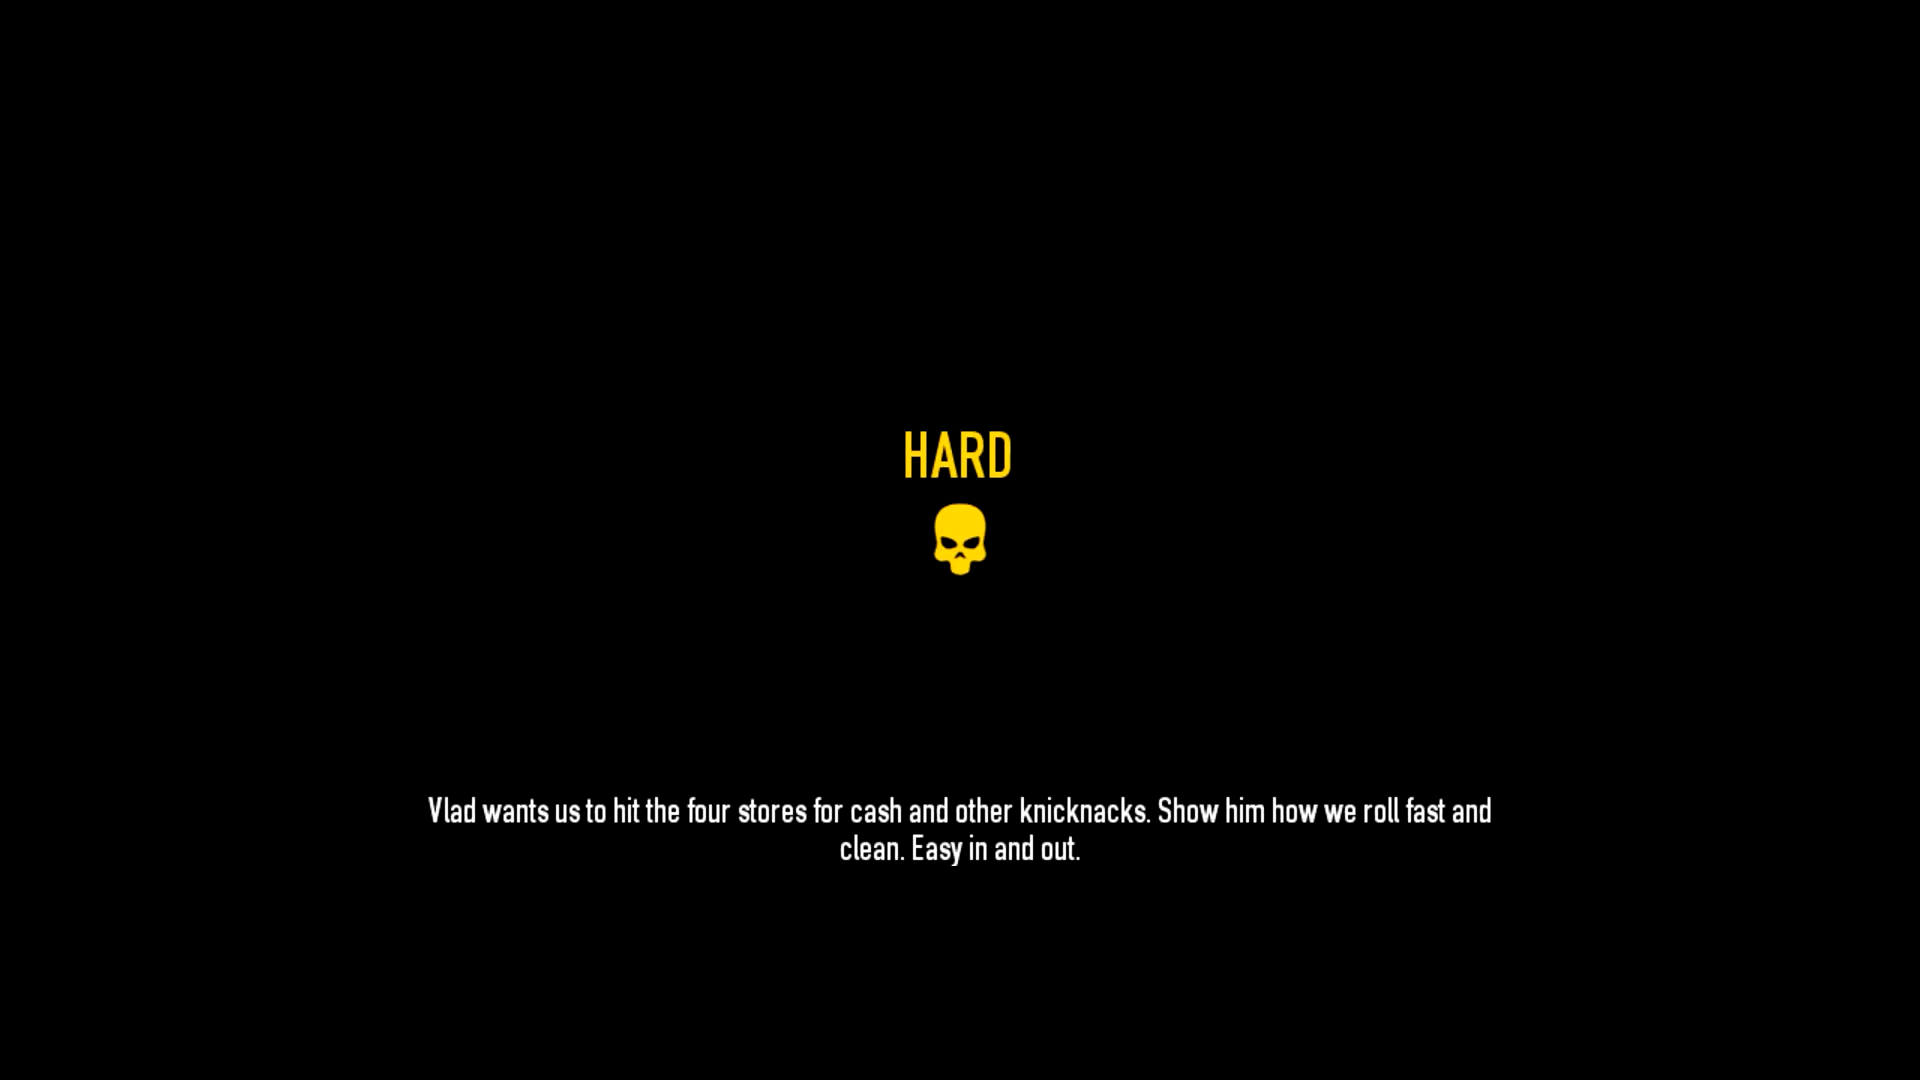 HARD
Vlad wants us to hit the four stores for cash and other knicknacks. Show him how we roll fast and
clean. Easy in and out.